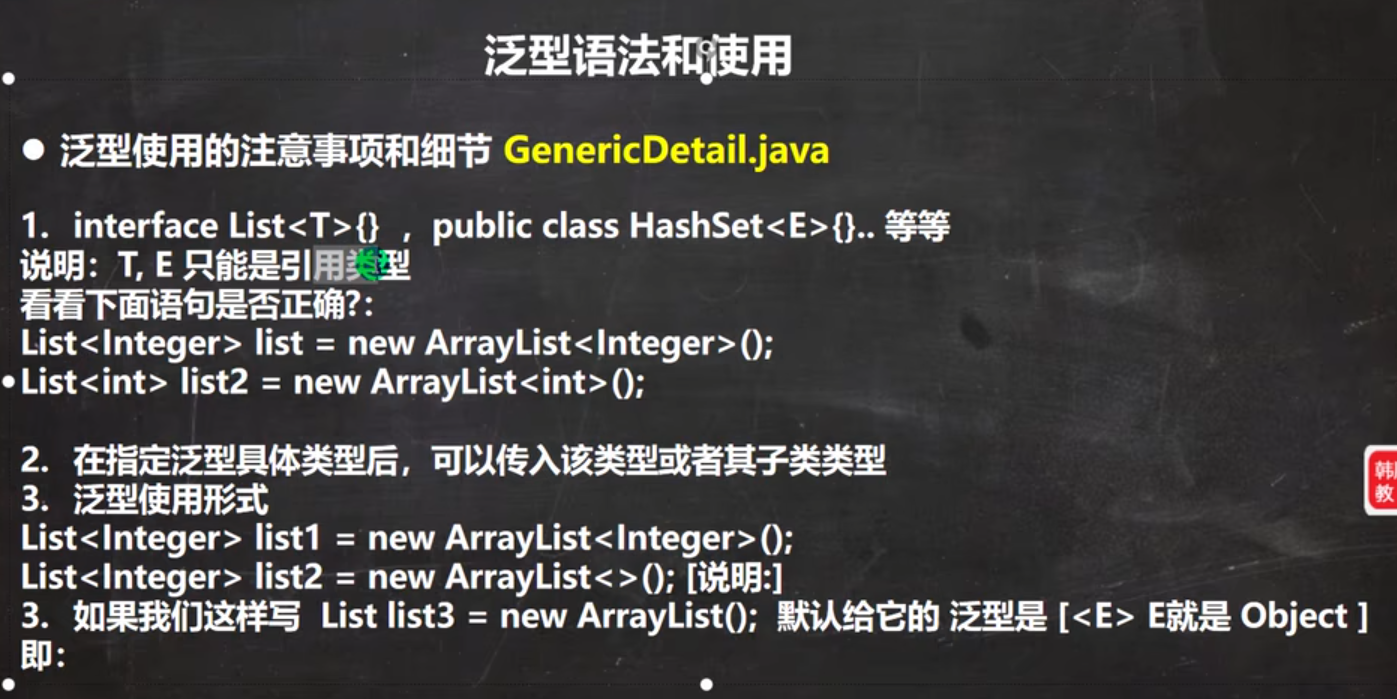 泛型语法和使用
● 泛型使用的注意事项和细节 GenericDetail.java
1. interface List<T>{} , public class HashSet<E>{}.. 等等
说明：T, E 只能是引用类型
看看下面语句是否正确?：
List<Integer> list = new ArrayList<Integer>();
List<int> list2 = new ArrayList<int>();
2. 在指定泛型具体类型后，可以传入该类型或者其子类类型
3. 泛型使用形式
List<Integer> list1 = new ArrayList<Integer>();
List<Integer> list2 = new ArrayList<>(); [说明:]
3. 如果我们这样写 List list3 = new ArrayList(); 默认给它的 泛型是 [<E> E就是 Object ]
即：
教